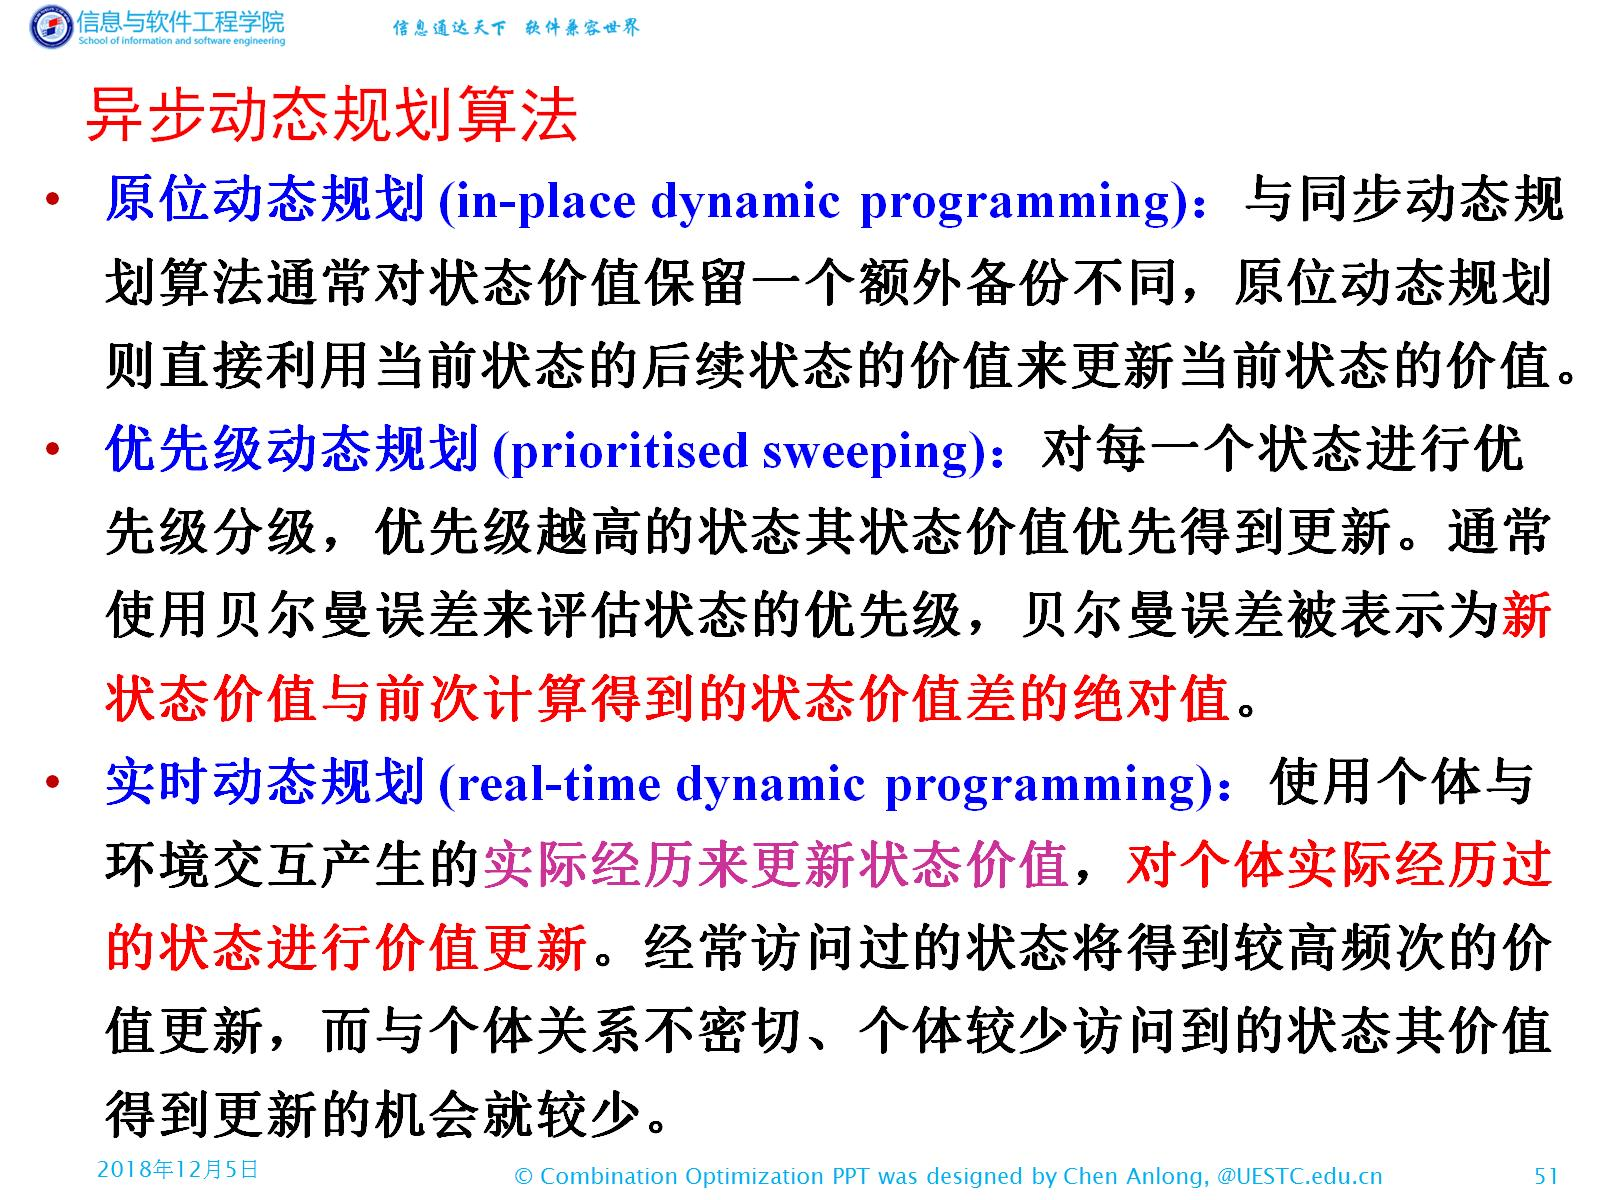 信息与软件工程学院
School of information and software engineering
信息通达天下 软件兼容世界
异步动态规划算法
• 原位动态规划 (in-place dynamic programming)：与同步动态规
划算法通常对状态价值保留一个额外备份不同，原位动态规划
则直接利用当前状态的后续状态的价值来更新当前状态的价值。
• 优先级动态规划 (prioritised sweeping)：对每一个状态进行优
先级分级，优先级越高的状态其状态价值优先得到更新。通常
使用贝尔曼误差来评估状态的优先级，贝尔曼误差被表示为新
状态价值与前次计算得到的状态价值差的绝对值。
• 实时动态规划 (real-time dynamic programming)：使用个体与
环境交互产生的实际经历来更新状态价值，对个体实际经历过
的状态进行价值更新。经常访问过的状态将得到较高频次的价
值更新，而与个体关系不密切、个体较少访问到的状态其价值
得到更新的机会就较少。
2018年12月5日
© Combination Optimization PPT was designed by Chen Anlong, @UESTC.edu.cn
51